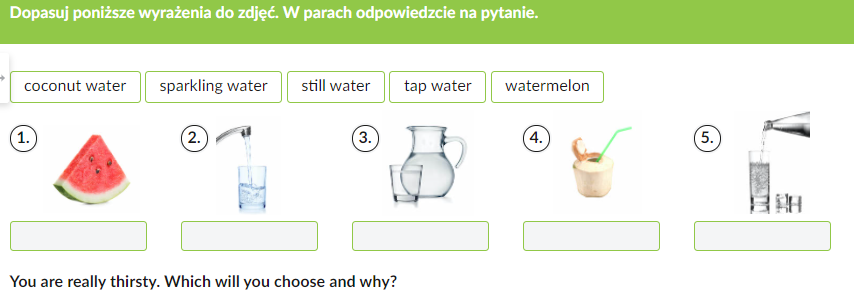 Dopasuj poniższe wyrażenia do zdjęć. W parach odpowiedzcie na pytanie.
coconut water sparkling water still water tap water watermelon
1. 2. 3. 4. 5.
You are really thirsty. Which will you choose and why?